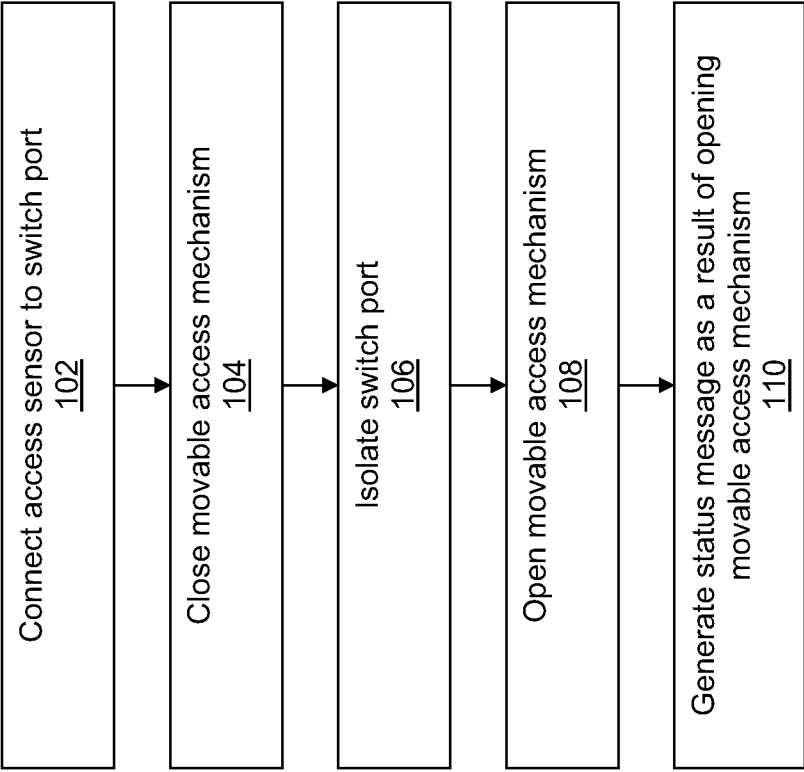 Connect access sensor to switch port
102
Close movable access mechanism
104
Isolate switch port
106
Open movable access mechanism
108
Generate status message as a result of opening
movable access mechanism
110